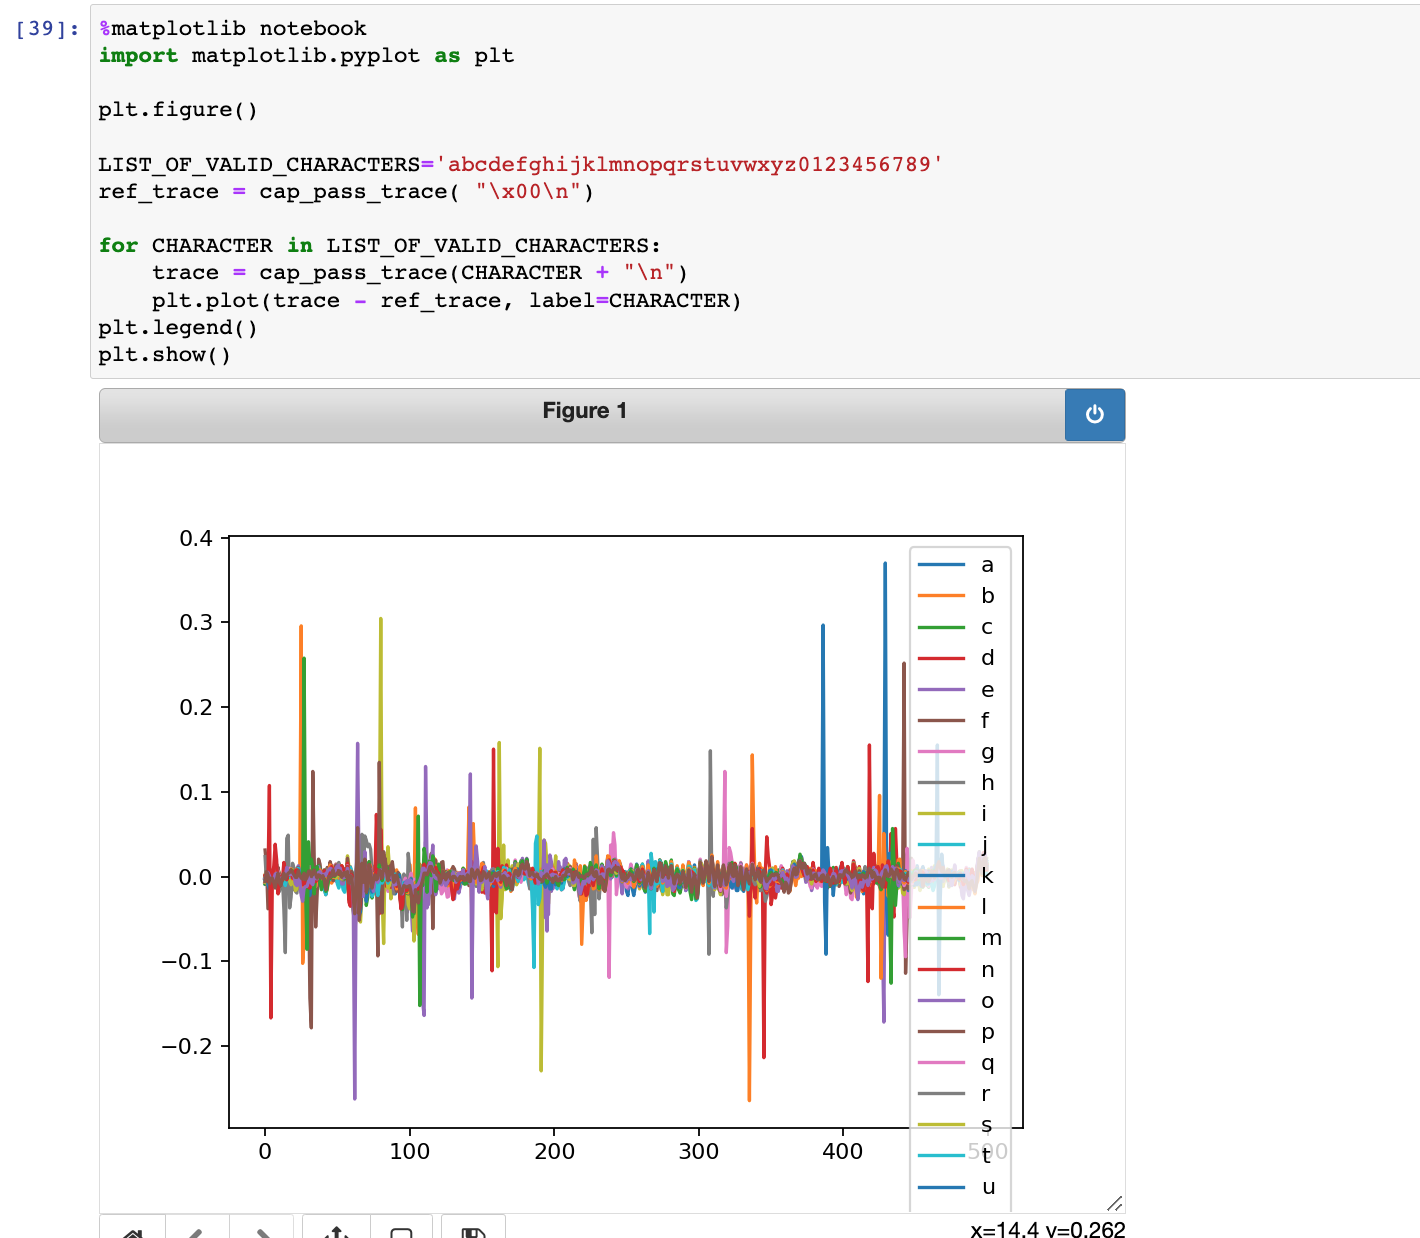 [39]:
%matplotlib notebook
import matplotlib.pyplot as plt
plt.figure()
LIST_OF_VALID_CHARACTERS='abcdefghijklmnopqrstuvwxyz0123456789'
ref_trace = cap_pass_trace( "\x00\n")
for CHARACTER in LIST_OF_VALID_CHARACTERS:
    trace = cap_pass_trace(CHARACTER + "\n")
    plt.plot(trace - ref_trace, label=CHARACTER)
plt.legend()
plt.show()
Figure 1
0.4
0.3
0.2
0.1
0.0
−0.1
−0.2
0 100 200 300 400 500
a
b
c
d
e
f
g
h
i
j
k
l
m
n
o
p
q
r
s
t
u
x=14.4 y=0.262